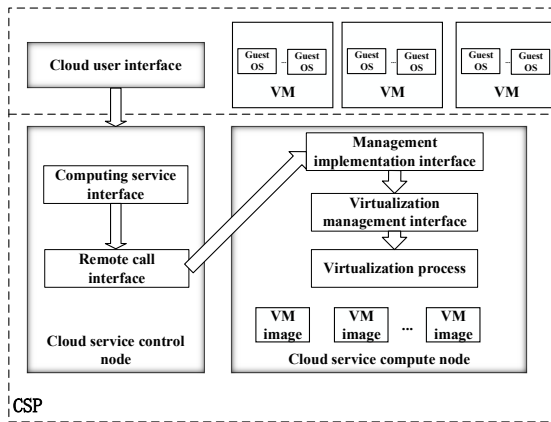 Cloud user interface
Guest OS
...
Guest OS
VM
Guest OS
...
Guest OS
VM
Guest OS
...
Guest OS
VM
Computing service
interface
Remote call
interface
Cloud service control
node
Management
implementation interface
Virtualization
management interface
Virtualization process
VM
image
VM
image
...
VM
image
Cloud service compute node
CSP